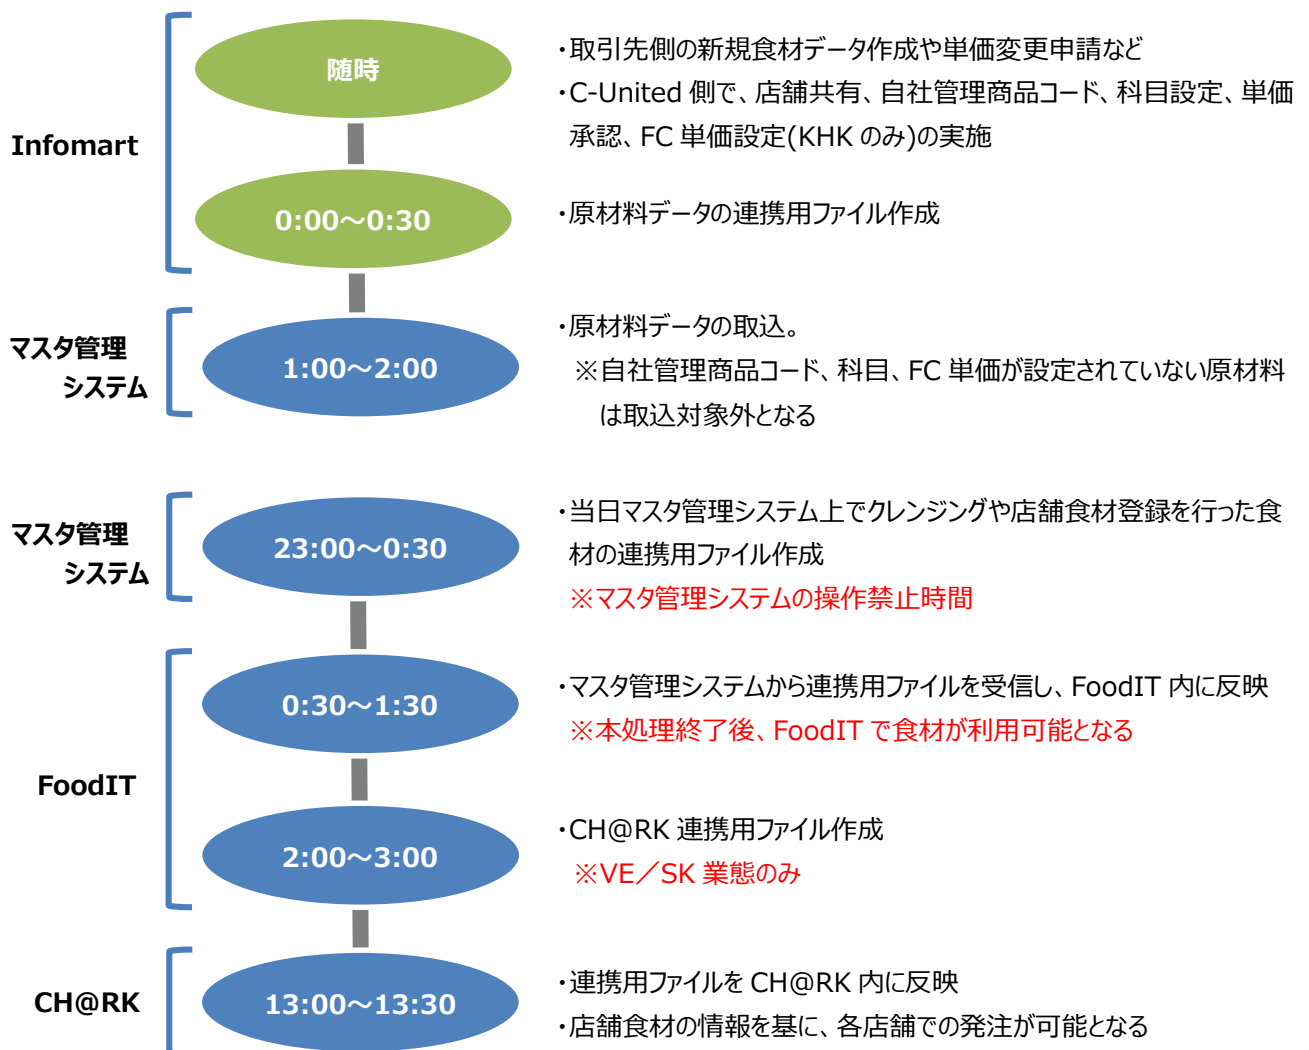 Infomart
随時
・取引先側の新規食材データ作成や単価変更申請など
・C-United 側で、店舗共有、自社管理商品コード、科目設定、単価
承認、FC 単価設定(KHK のみ)の実施
0:00～0:30
・原材料データの連携用ファイル作成
マスタ管理
システム
1:00～2:00
・原材料データの取込。
※自社管理商品コード、科目、FC 単価が設定されていない原材料
は取込対象外となる
マスタ管理
システム
23:00～0:30
・当日マスタ管理システム上でクレンジングや店舗食材登録を行った食
材の連携用ファイル作成
※マスタ管理システムの操作禁止時間
FoodIT
0:30～1:30
・マスタ管理システムから連携用ファイルを受信し、FoodIT 内に反映
※本処理終了後、FoodIT で食材が利用可能となる
2:00～3:00
・CH@RK 連携用ファイル作成
※VE／SK 業態のみ
CH@RK
13:00～13:30
・連携用ファイルを CH@RK 内に反映
・店舗食材の情報を基に、各店舗での発注が可能となる